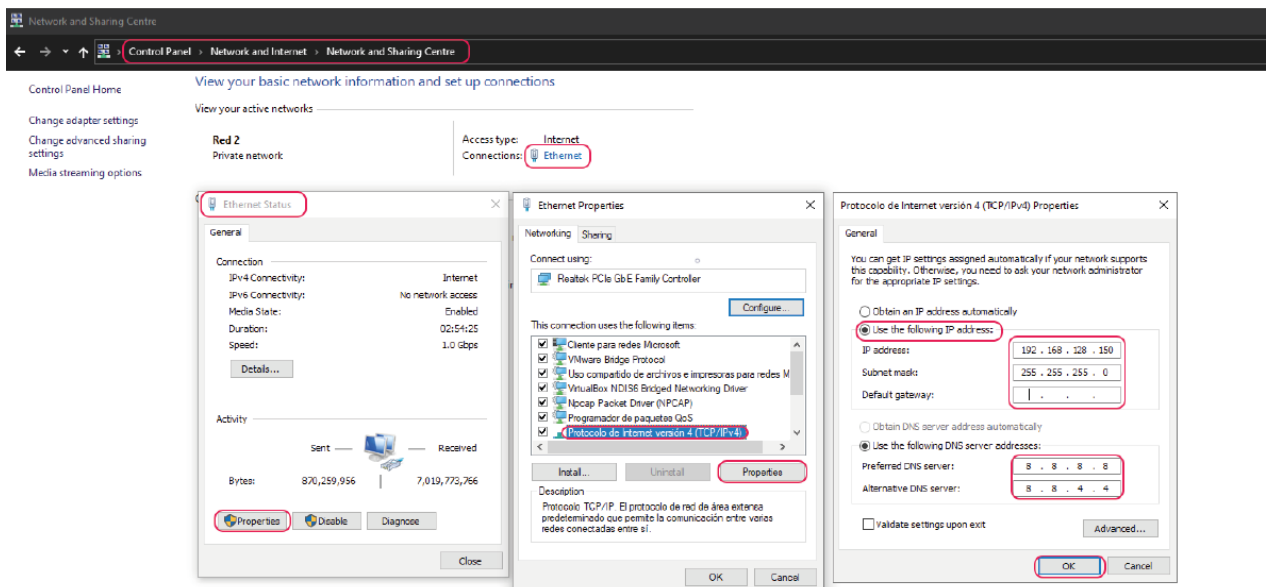 Network and Sharing Centre
Control Panel > Network and Internet > Network and Sharing Centre
Control Panel Home
Change adapter settings
Change advanced sharing
settings
Media streaming options
View your basic network information and set up connections
View your active networks
Red 2
Private network
Access type: Internet
Connections: Ethernet
Ethernet Status
General
Connection
IPv4 Connectivity: Internet
IPv6 Connectivity: No network access
Media State: Enabled
Duration: 02:54:25
Speed: 1.0 Gbps
Details...
Activity
Sent Received
Bytes: 870,259,956 7,019,773,766
Properties
Disable
Diagnose
Close
Ethernet Properties
Networking Sharing
Connect using:
Realtek PCIe GbE Family Controller
Configure...
This connection uses the following items:
Cliente para redes Microsoft
VMware Bridge Protocol
Uso compartido de archivos e impresoras para redes M
VirtualBox NDIS6 Bridged Networking Driver
Npcap Packet Driver (NPCAP)
Programador de paquetes QoS
Protocolo de Internet versión 4 (TCP/IPv4)
Install...
Uninstall
Properties
Description
Protocolo TCP/IP. El protocolo de red de área extensa
predeterminado que permite la comunicación entre varias
redes conectadas entre sí.
OK
Cancel
Protocolo de Internet versión 4 (TCP/IPv4) Properties
General
You can get IP settings assigned automatically if your network supports
this capability. Otherwise, you need to ask your network administrator
for the appropriate IP settings.
Obtain an IP address automatically
Use the following IP address:
IP address: 192 . 168 . 128 . 150
Subnet mask: 255 . 255 . 255 . 0
Default gateway: . . .
Obtain DNS server address automatically
Use the following DNS server addresses:
Preferred DNS server: 8 . 8 . 8 . 8
Alternative DNS server: 8 . 8 . 4 . 4
Validate settings upon exit
Advanced...
OK
Cancel